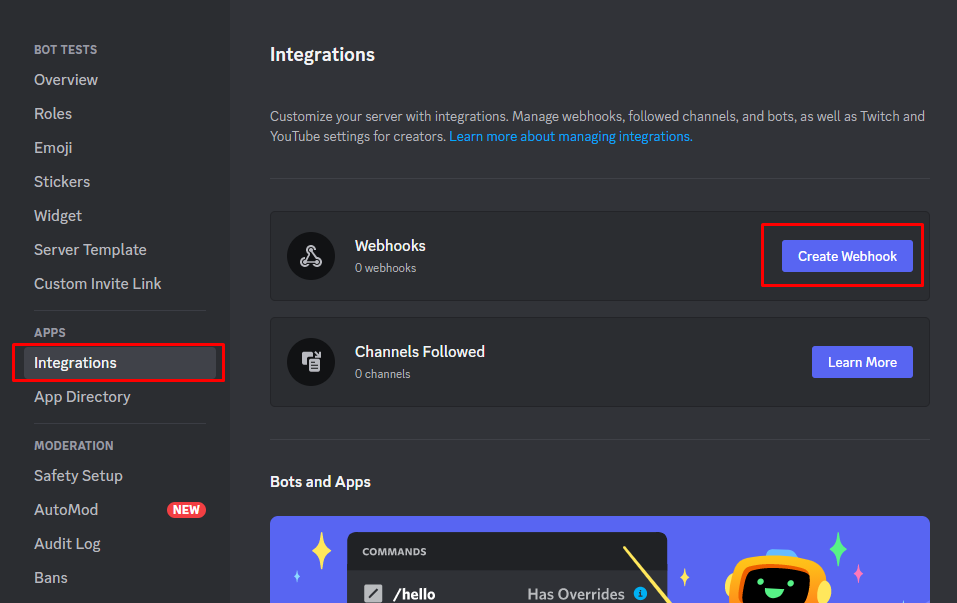 BOT TESTS
Overview
Roles
Emoji
Stickers
Widget
Server Template
Custom Invite Link
APPS
Integrations
App Directory
MODERATION
Safety Setup
AutoMod NEW
Audit Log
Bans
Integrations
Customize your server with integrations. Manage webhooks, followed channels, and bots, as well as Twitch and
YouTube settings for creators. Learn more about managing integrations.
Webhooks
0 webhooks
Create Webhook
Channels Followed
0 channels
Learn More
Bots and Apps
COMMANDS
/hello Has Overrides